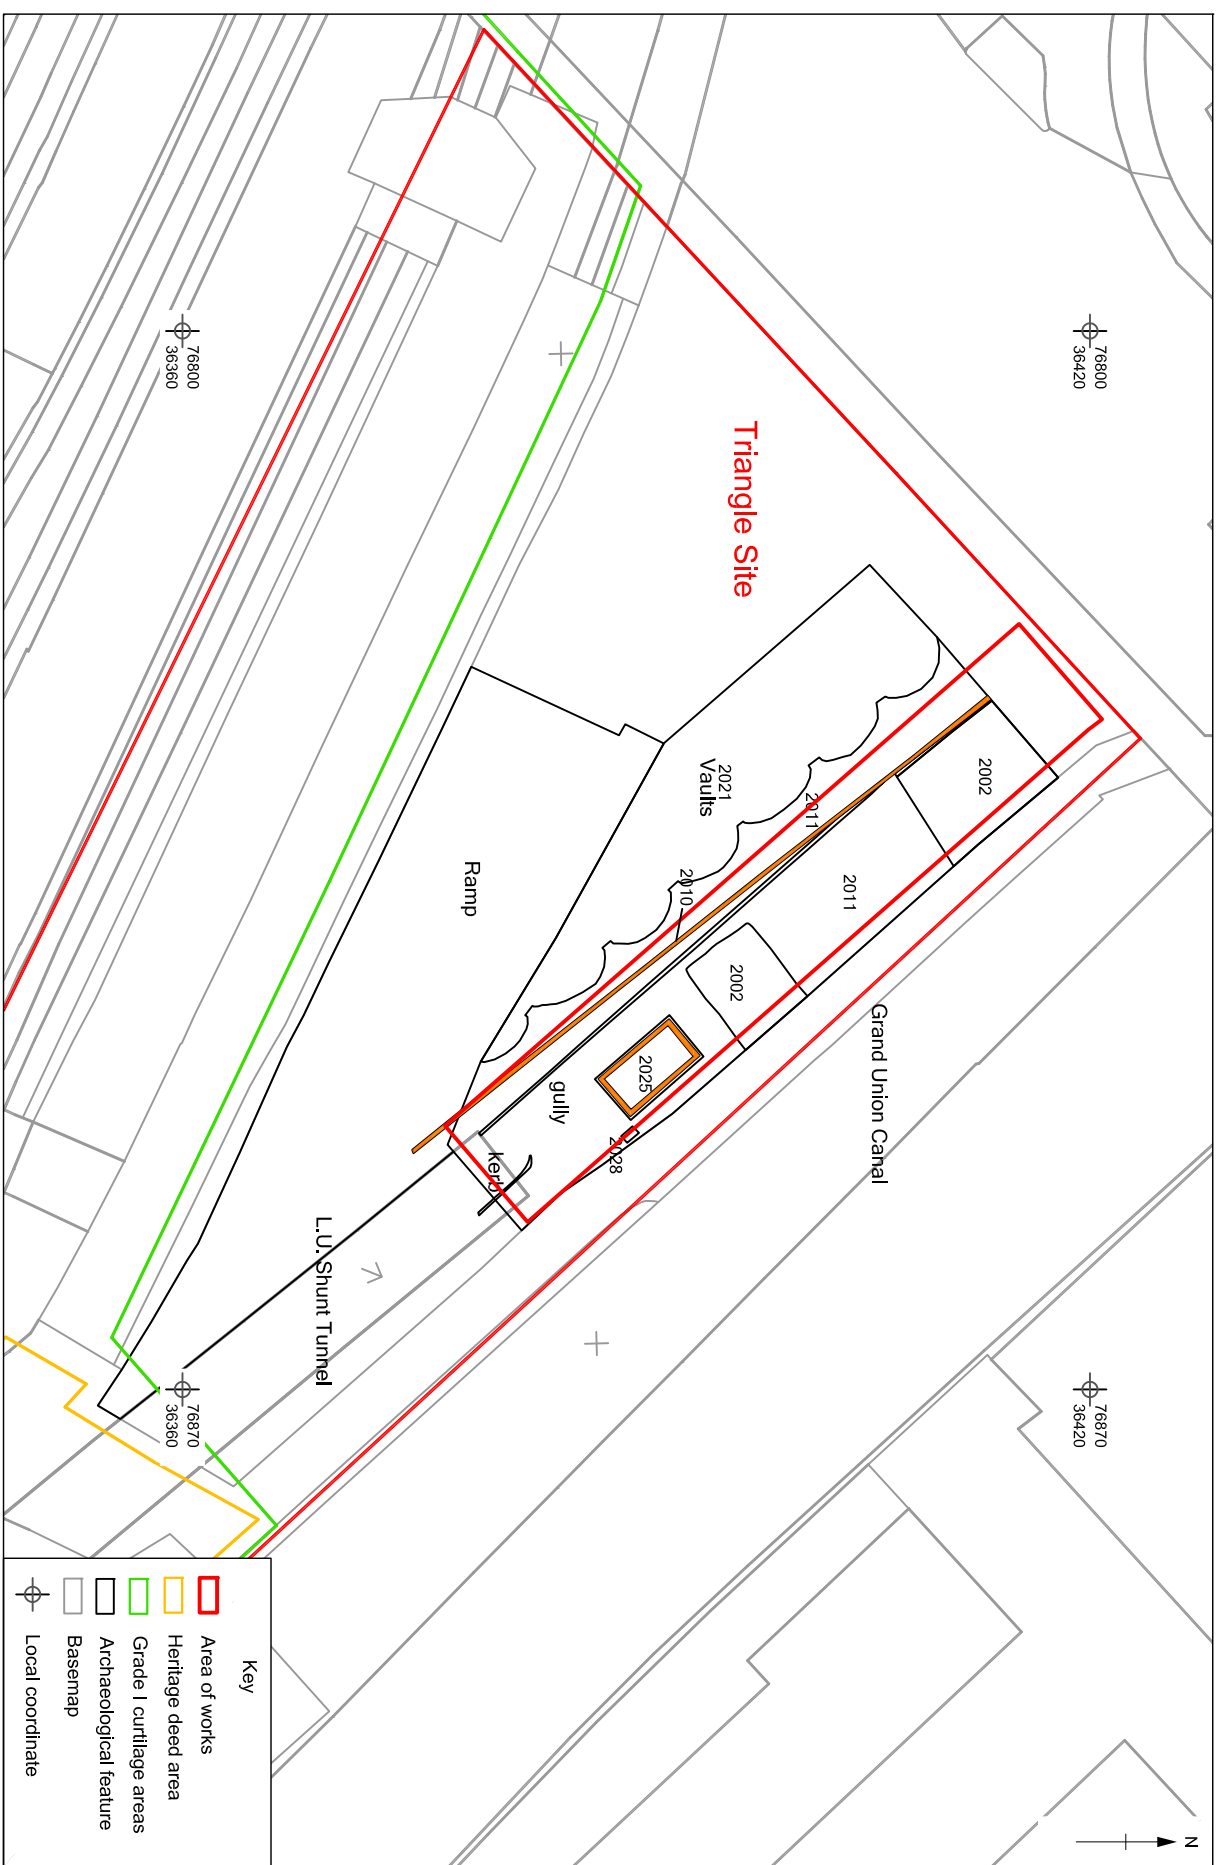 76800
36420
76870
36420
N
Triangle Site
2002
2011
2011
2021
Vaults
2010
2002
Grand Union Canal
2025
2028
gully
kerb
Ramp
L.U. Shunt Tunnel
76800
36360
76870
36360
Key
Area of works
Heritage deed area
Grade I curtilage areas
Archaeological feature
Basemap
Local coordinate